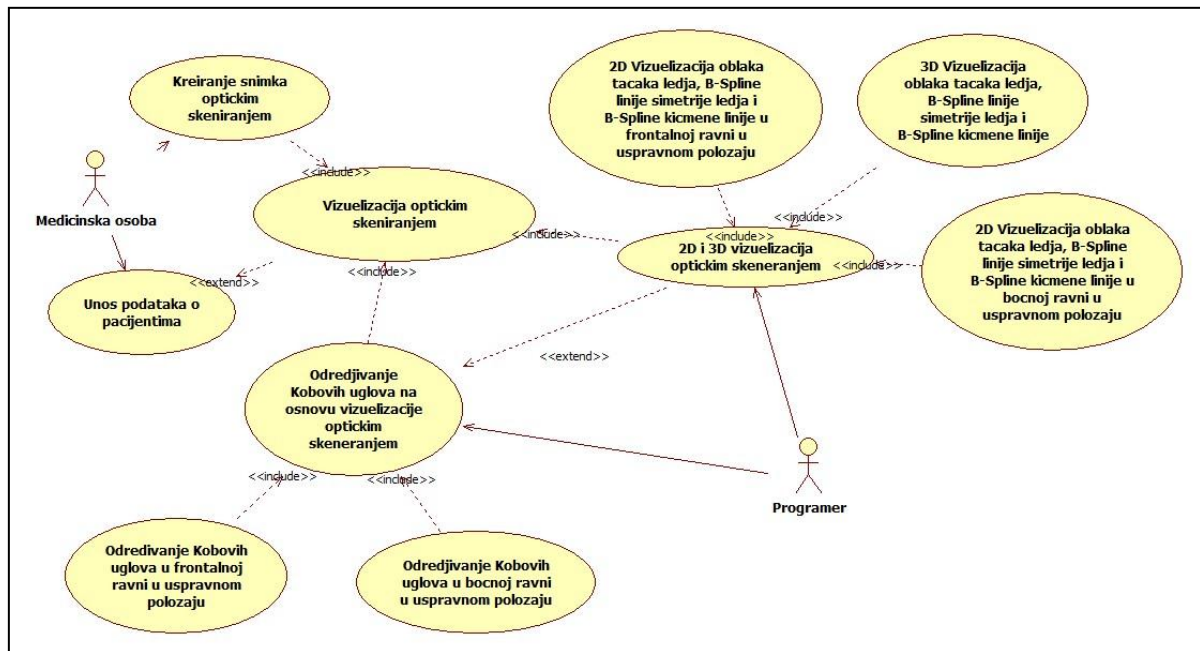 Kreiranje snimka
optickim
skeniranjem
2D Vizuelizacija oblaka
tacaka ledja, B-Spline
linije simetrije ledja i
B-Spline kicmene linije u
frontalnoj ravni u
uspravnom polozaju
3D Vizualizacija
oblaka tacaka ledja,
B-Spline linije
simetrije ledja i
B-Spline kicmene linije
Medicinska osoba
<<include>>
Vizuelizacija optickim
skeniranjem
<<include>>
<<include>>
<<include>>
2D i 3D vizualizacija
optickim skeneranjem
<<include>>
2D Vizualizacija oblaka
tacaka ledja, B-Spline
linije simetrije ledja i
B-Spline kicmene linije u
bocnoj ravni u
uspravnom polozaju
<<include>>
<<extend>>
Unos podataka o
pacijentima
<<extend>>
Odredjivanje
Kobovih uglova na
osnovu vizuelizacije
optickim
skeneranjem
<<include>>
<<include>>
Programer
Odredivanje Kobovih
uglova u frontalnoj
ravni u uspravnom
polozaju
Odredjivanje Kobovih
uglova u bocnoj ravni
u uspravnom polozaju